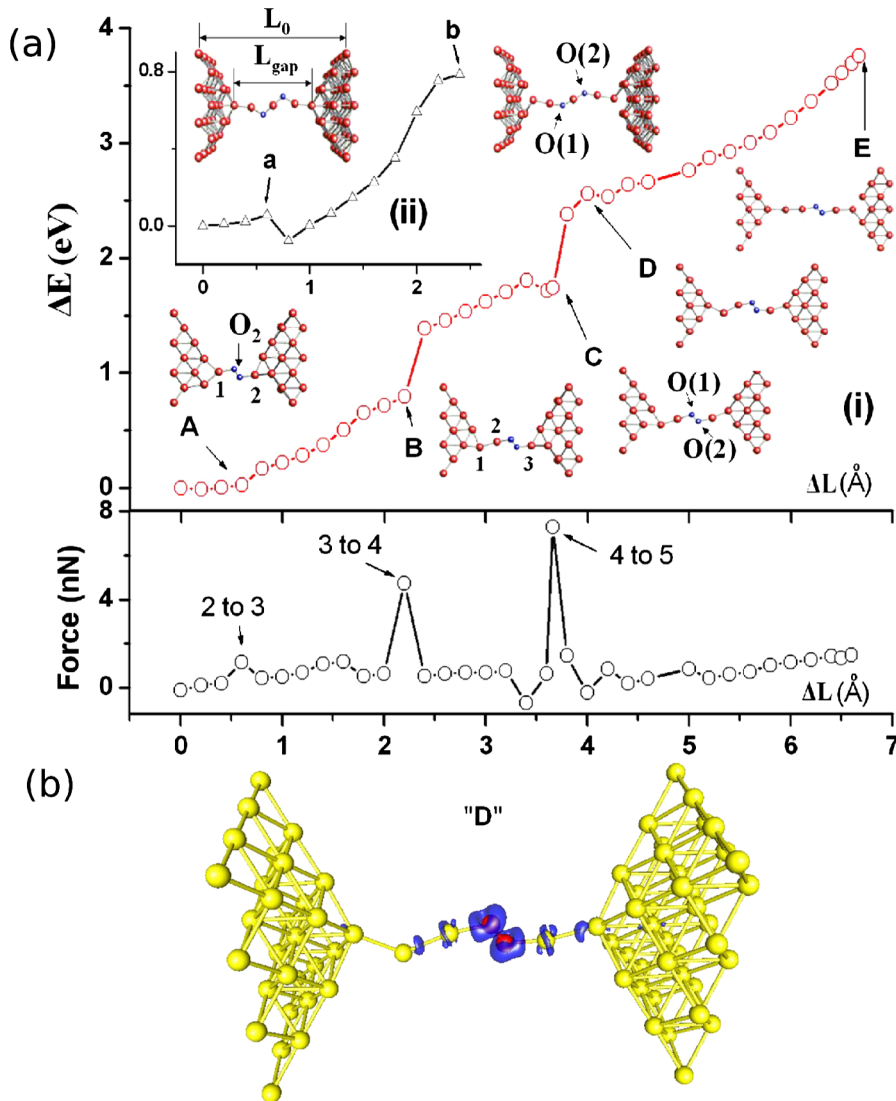 (a)
4
3
2
1
0
ΔE (eV)
L0
Lgap
0.8
0.0
a
b
(ii)
0 1 2
O(2)
O(1)
E
D
C
B
A
O2
1 2
2
1 3
O(1)
O(2)
(i)
ΔL (Å)
8
4
0
Force (nN)
2 to 3
3 to 4
4 to 5
ΔL (Å)
0 1 2 3 4 5 6 7
(b)
"D"